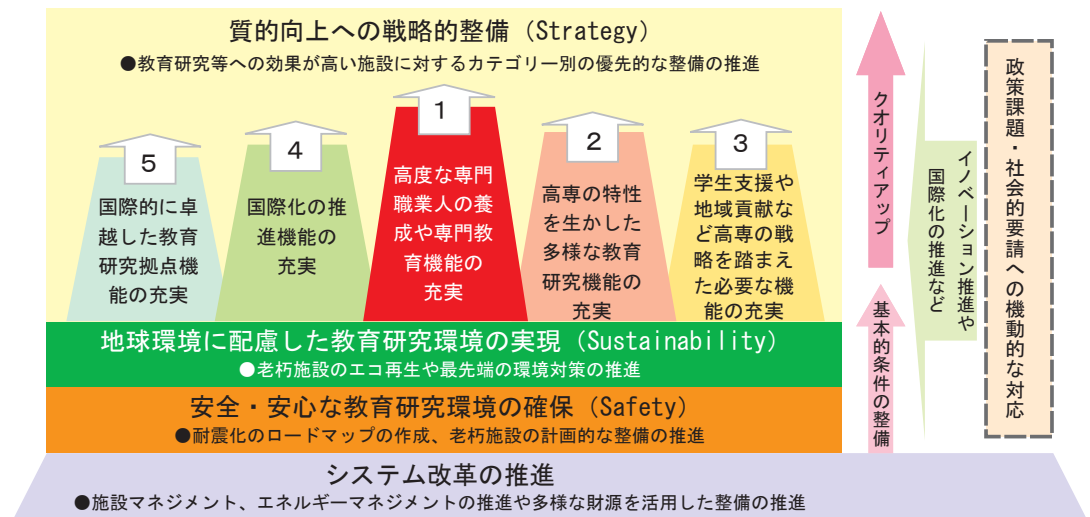 質的向上への戦略的整備（Strategy）
●教育研究等への効果が高い施設に対するカテゴリー別の優先的な整備の推進
5
国際的に卓
越した教育
研究拠点機
能の充実
4
国際化の推
進機能の
充実
1
高度な専門
職業人の養
成や専門教
育機能の
充実
2
高専の特性
を生かした
多様な教育
研究機能の
充実
3
学生支援や
地域貢献な
ど高専の戦
略を踏まえ
た必要な機
能の充実
地球環境に配慮した教育研究環境の実現（Sustainability）
●老朽施設のエコ再生や最先端の環境対策の推進
安全・安心な教育研究環境の確保（Safety）
●耐震化のロードマップの作成、老朽施設の計画的な整備の推進
システム改革の推進
●施設マネジメント、エネルギーマネジメントの推進や多様な財源を活用した整備の推進
クオリティアップ
基本的条件の整備
イノベーション推進や
国際化の推進など
政策課題・社会的要請への機動的な対応